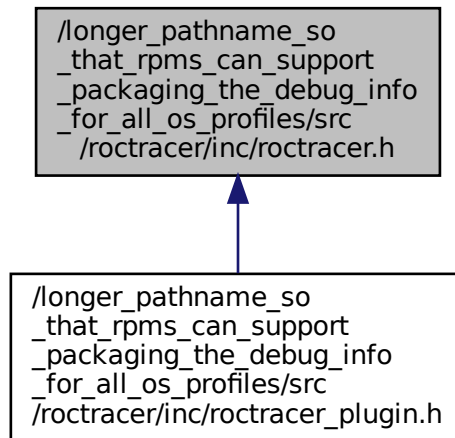 /longer_pathname_so
_that_rpms_can_support
_packaging_the_debug_info
_for_all_os_profiles/src
/roctracer/inc/roctracer.h
/longer_pathname_so
_that_rpms_can_support
_packaging_the_debug_info
_for_all_os_profiles/src
/roctracer/inc/roctracer_plugin.h